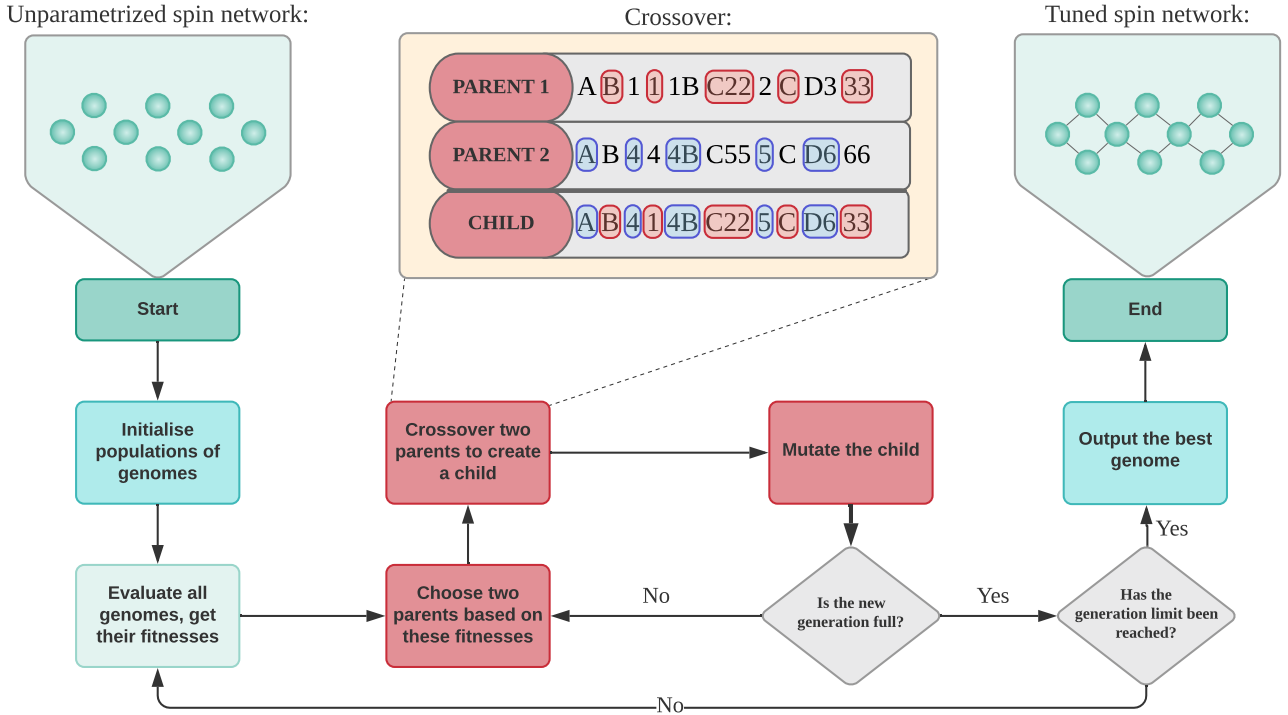 Unparametrized spin network:
Crossover:
Tuned spin network:
PARENT 1 A B 1 1 1B C22 2 C D3 33
PARENT 2 A B 4 4 4B C55 5 C D6 66
CHILD A B 4 1 4B C22 5 C D6 33
Start
End
Initialise
populations of
genomes
Crossover two
parents to create
a child
Mutate the child
Output the best
genome
Yes
Evaluate all
genomes, get
their fitnesses
Choose two
parents based on
these fitnesses
No
Is the new
generation full?
Yes
Has the
generation limit been
reached?
No